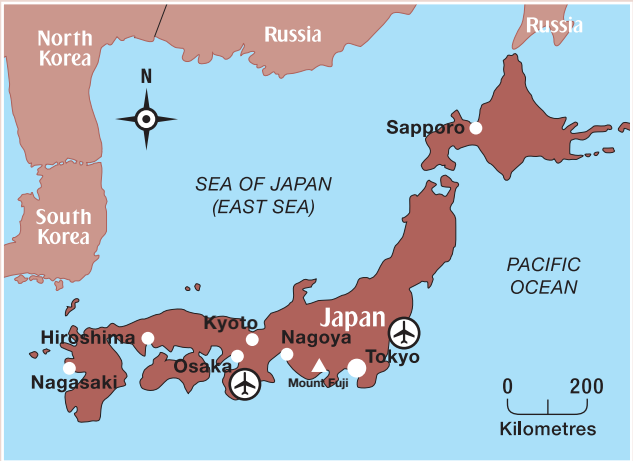 North
Korea
Russia
Russia
N
Sapporo
SEA OF JAPAN
(EAST SEA)
South
Korea
PACIFIC
OCEAN
Japan
Kyoto
Hiroshima
Nagoya
Osaka
Tokyo
Nagasaki
Mount Fuji
0 200
Kilometres